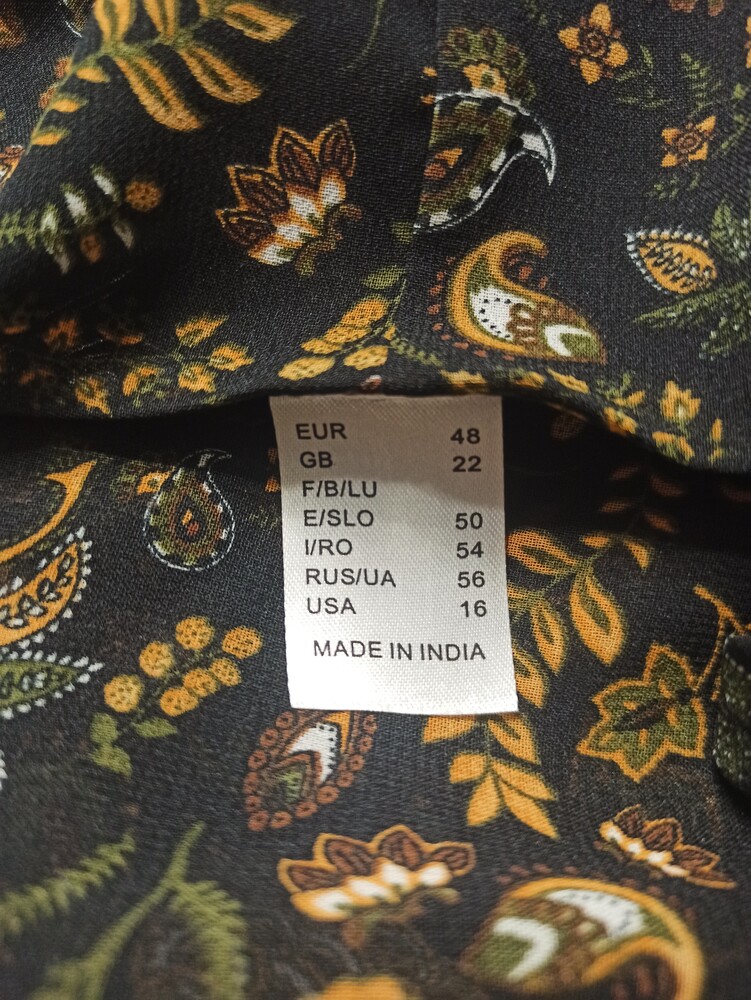 EUR 48
GB 22
F/B/LU
E/SLO 50
I/RO 54
RUS/UA 56
USA 16
MADE IN INDIA